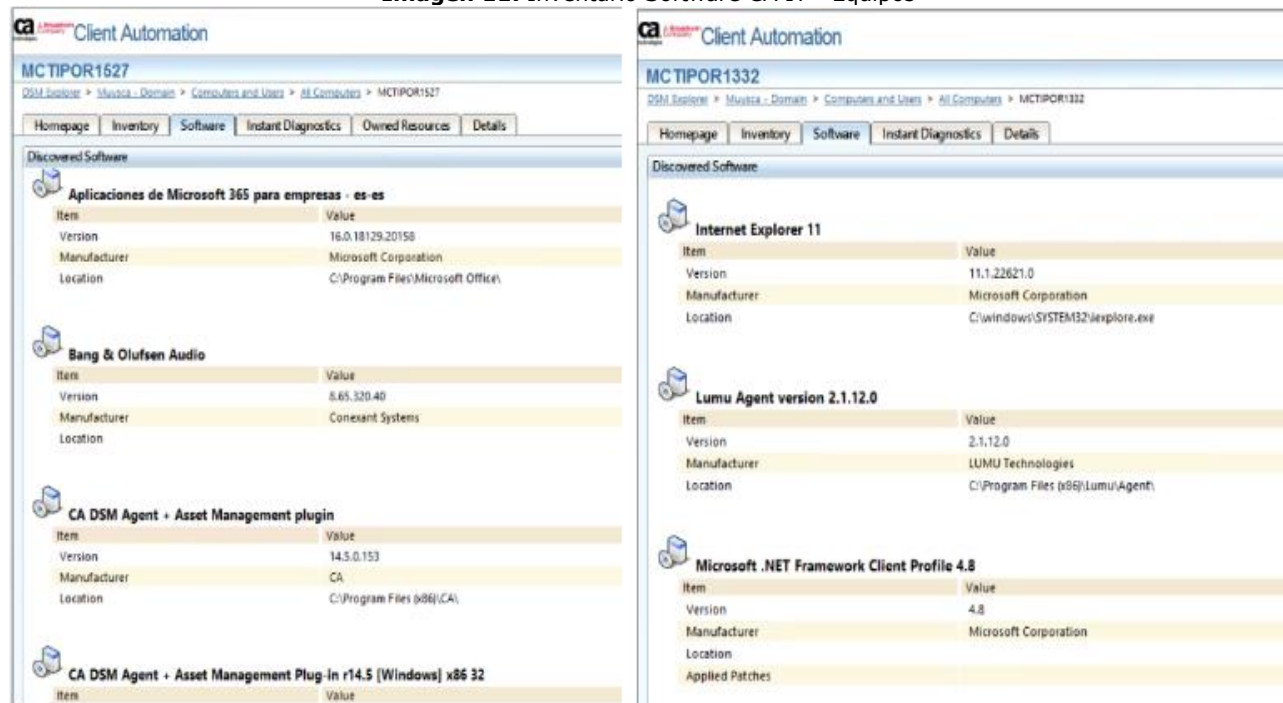 ca Client Automation
MCTIPOR1527
DSM Explorer > Muysca - Domain > Computers and Users > All Computers > MCTIPOR1527
Homepage Inventory Software Instant Diagnostics Owned Resources Details
Discovered Software
Aplicaciones de Microsoft 365 para empresas - es-es
Item Value
Version 16.0.18129.20158
Manufacturer Microsoft Corporation
Location C:\Program Files\Microsoft Office\
Bang & Olufsen Audio
Item Value
Version 8.65.320.40
Manufacturer Conexant Systems
Location
CA DSM Agent + Asset Management plugin
Item Value
Version 14.5.0.153
Manufacturer CA
Location C:\Program Files (x86)\CA\
CA DSM Agent + Asset Management Plug-in r14.5 [Windows] x86 32
Item Value
ca Client Automation
MCTIPOR1332
DSM Explorer > Muysca - Domain > Computers and Users > All Computers > MCTIPOR1332
Homepage Inventory Software Instant Diagnostics Details
Discovered Software
Internet Explorer 11
Item Value
Version 11.1.22621.0
Manufacturer Microsoft Corporation
Location C:\windows\SYSTEM32\iexplore.exe
Lumu Agent version 2.1.12.0
Item Value
Version 2.1.12.0
Manufacturer LUMU Technologies
Location C:\Program Files (x86)\Lumu\Agent\
Microsoft .NET Framework Client Profile 4.8
Item Value
Version 4.8
Manufacturer Microsoft Corporation
Location
Applied Patches